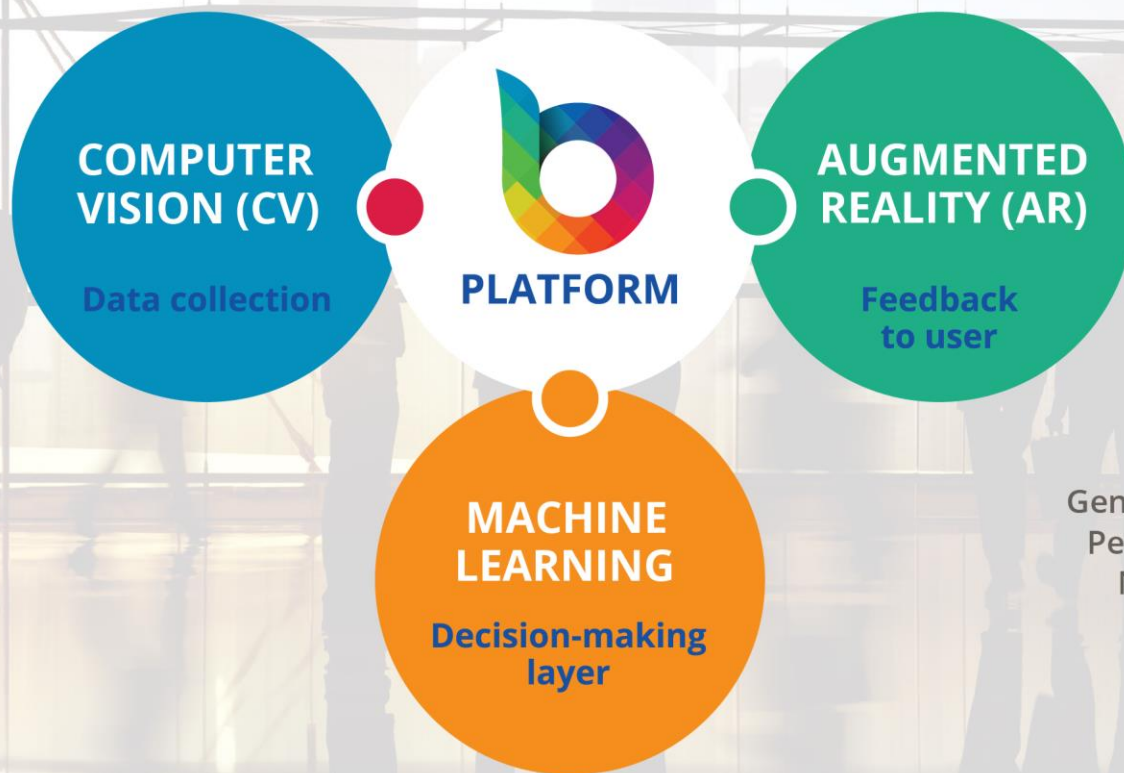 COMPUTER
VISION (CV)
Data collection
PLATFORM
AUGMENTED
REALITY (AR)
Feedback
to user
MACHINE
LEARNING
Decision-making
layer